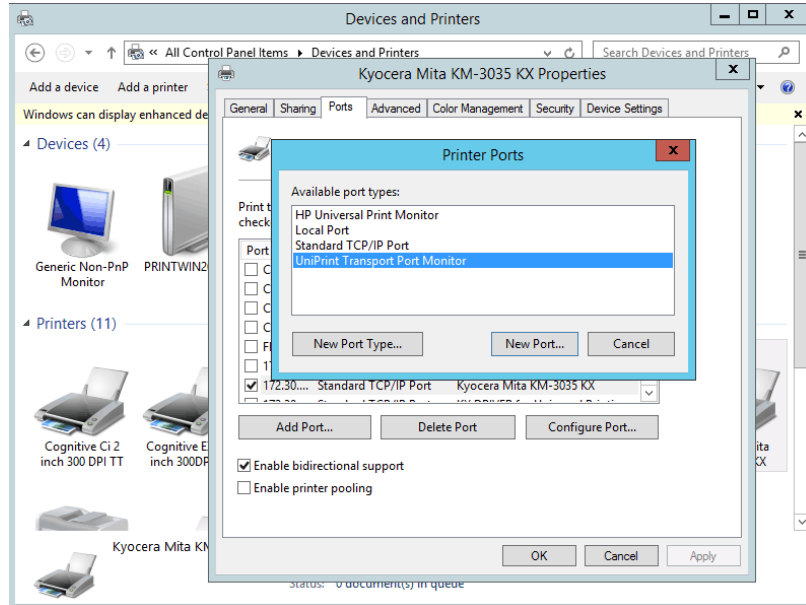 Devices and Printers
« All Control Panel Items ▸ Devices and Printers
Search Devices and Printers
Add a device Add a printer
Windows can display enhanced de
Devices (4)
Generic Non-PnP
Monitor
PRINTWIN2
Printers (11)
Cognitive Ci 2
inch 300 DPI TT
Cognitive E
inch 300DP
Kyocera Mita KM
Status: 0 document(s) in queue
ita
KX
Kyocera Mita KM-3035 KX Properties
General Sharing Ports Advanced Color Management Security Device Settings
Print t
check
Port
Printer Ports
Available port types:
HP Universal Print Monitor
Local Port
Standard TCP/IP Port
UniPrint Transport Port Monitor
New Port Type... New Port... Cancel
172.30.... Standard TCP/IP Port Kyocera Mita KM-3035 KX
Add Port... Delete Port Configure Port...
Enable bidirectional support
Enable printer pooling
OK Cancel Apply